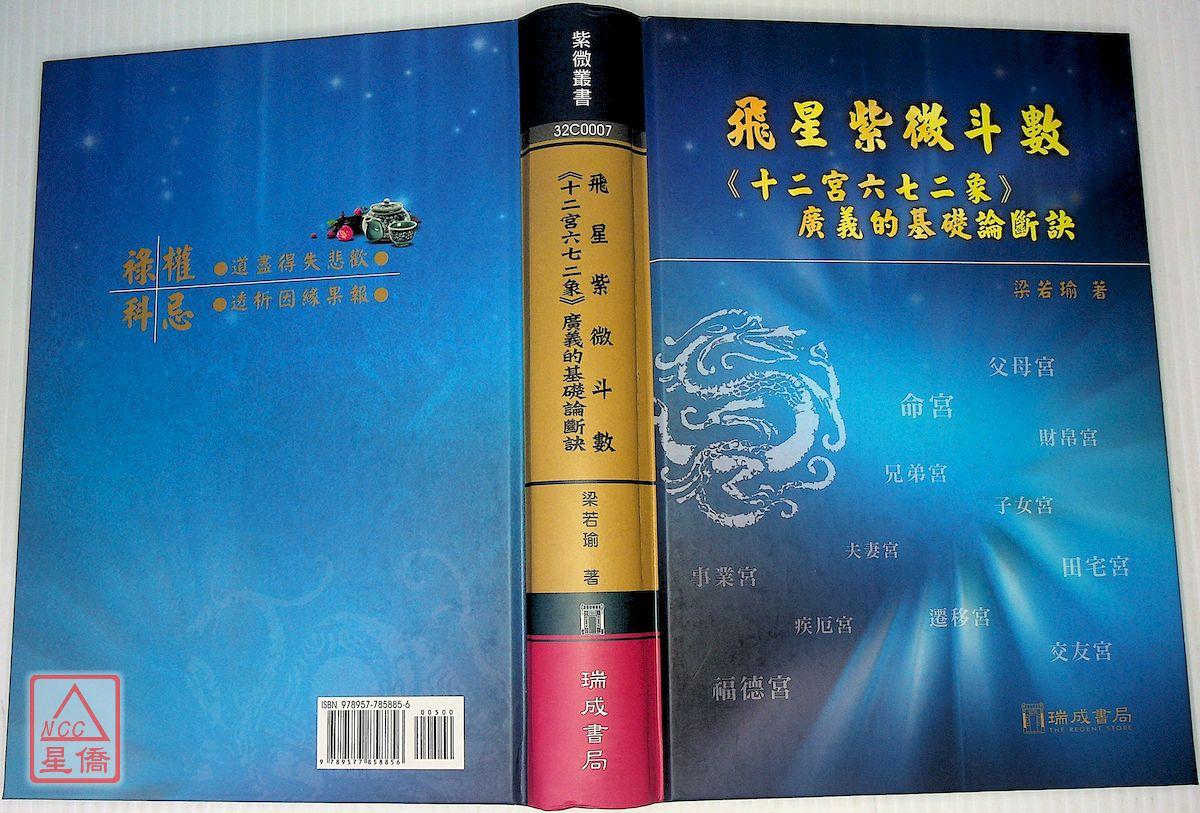 祿權
科忌
●道盡得失悲歡●
●透析因緣果報●
ISBN 978957-785885-6
00500
9 789577 858856
NCC
星僑
紫微叢書
32C0007
飛星紫微斗數
《十二宮六七二象》廣義的基礎論斷訣
梁若瑜 著
瑞成書局
飛星紫微斗數
《十二宮六七二象》
廣義的基礎論斷訣
梁若瑜 著
父母宮
命宮
財帛宮
兄弟宮
子女宮
夫妻宮
田宅宮
事業宮
遷移宮
疾厄宮
交友宮
福德宮
瑞成書局
THE REGENT STORE